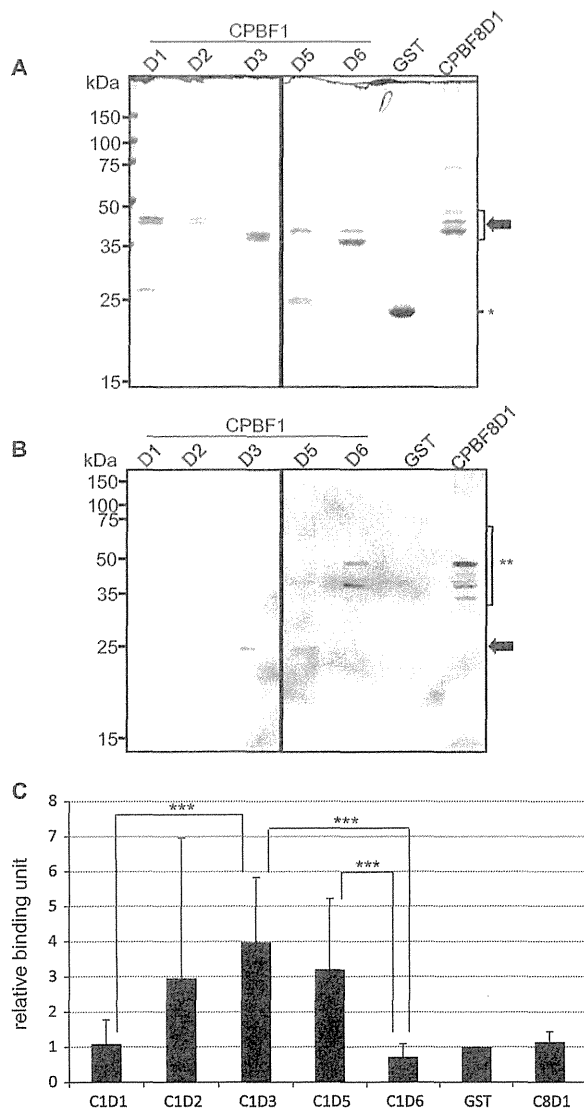 CPBF1
A
D1 D2 D3 D5 D6 GST CPBF8D1
kDa
150
100
75
50
35
25
*
15
CPBF1
B
D1 D2 D3 D5 D6 GST CPBF8D1
kDa
150
100
75
50
**
35
25
15
C
8
7
6
5
4
3
2
1
0
relative binding unit
***
***
***
C1D1 C1D2 C1D3 C1D5 C1D6 GST C8D1